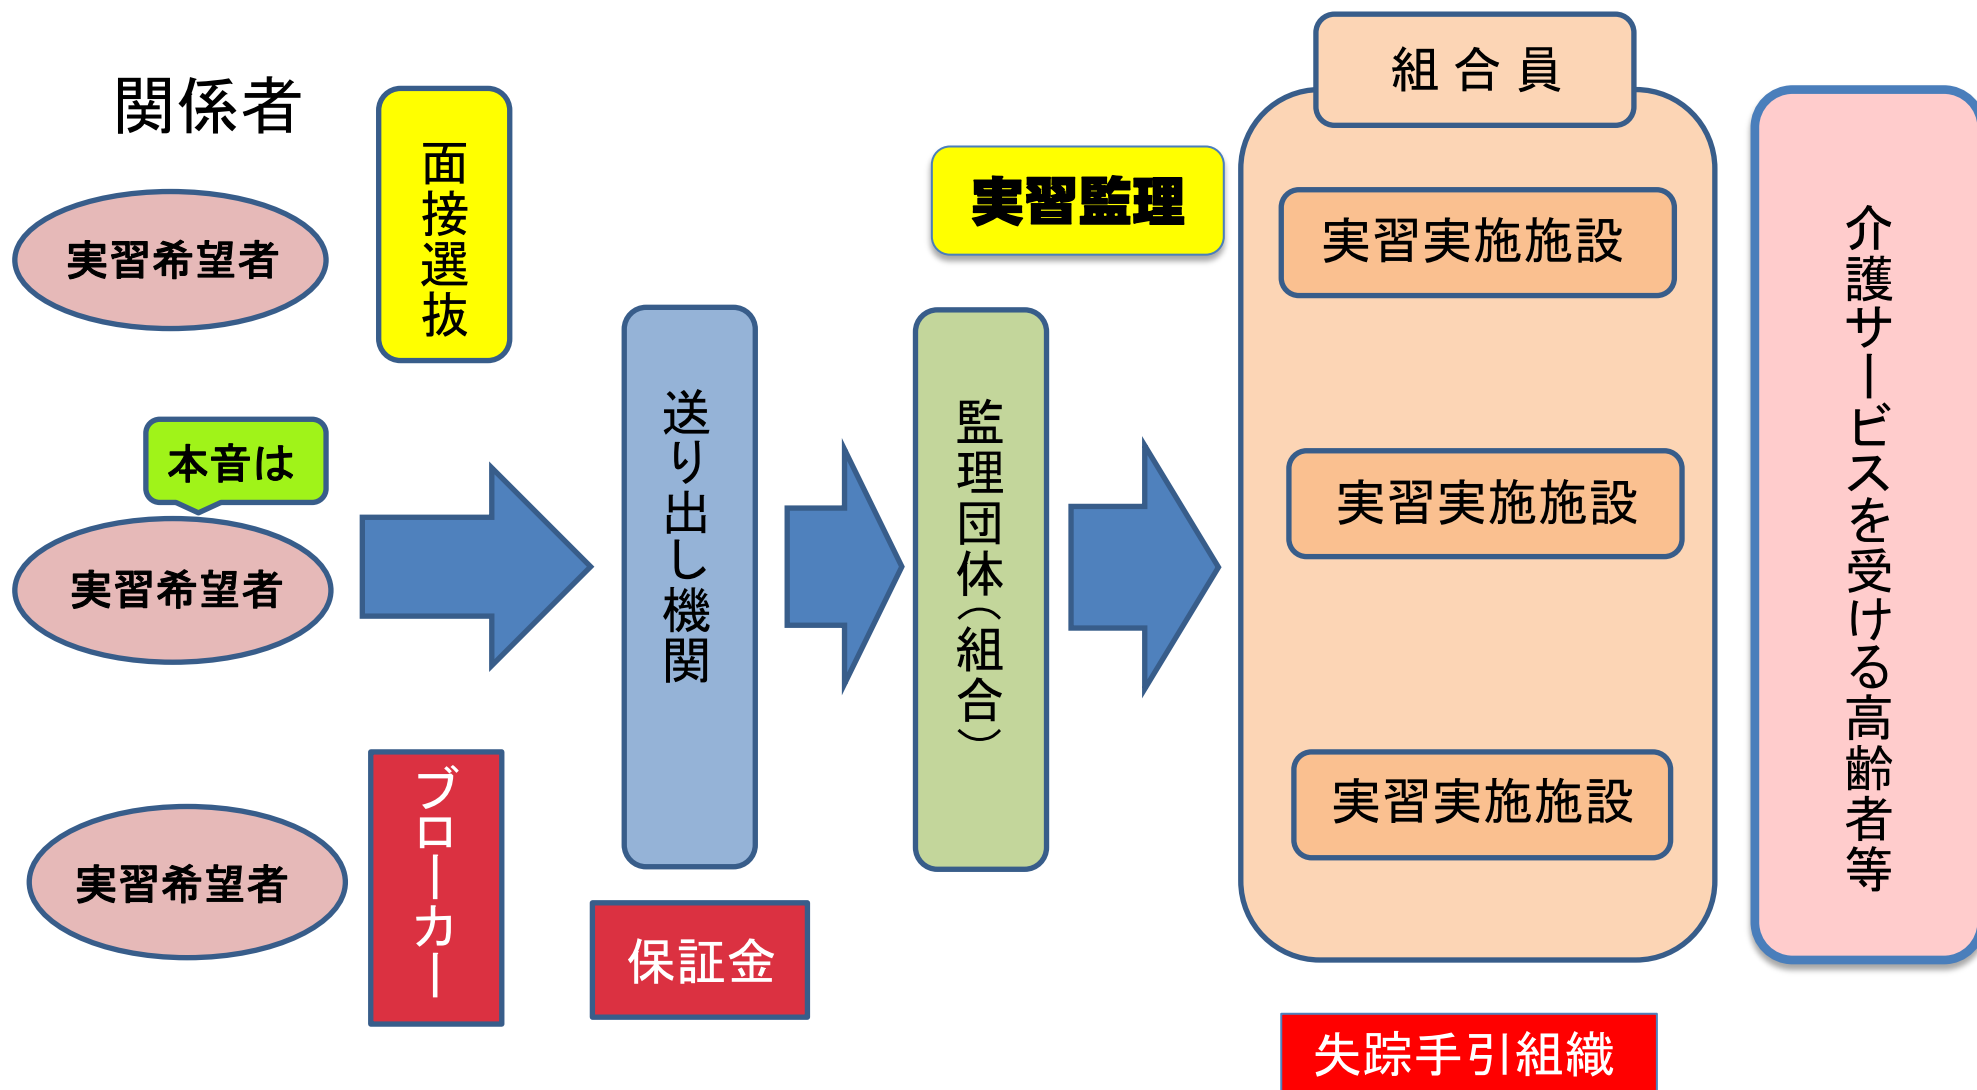 関係者
実習希望者
本音は
実習希望者
実習希望者
面接選抜
ブローカー
送り出し機関
保証金
監理団体(組合)
実習監理
組合員
実習実施施設
実習実施施設
実習実施施設
失踪手引組織
介護サービスを受ける高齢者等